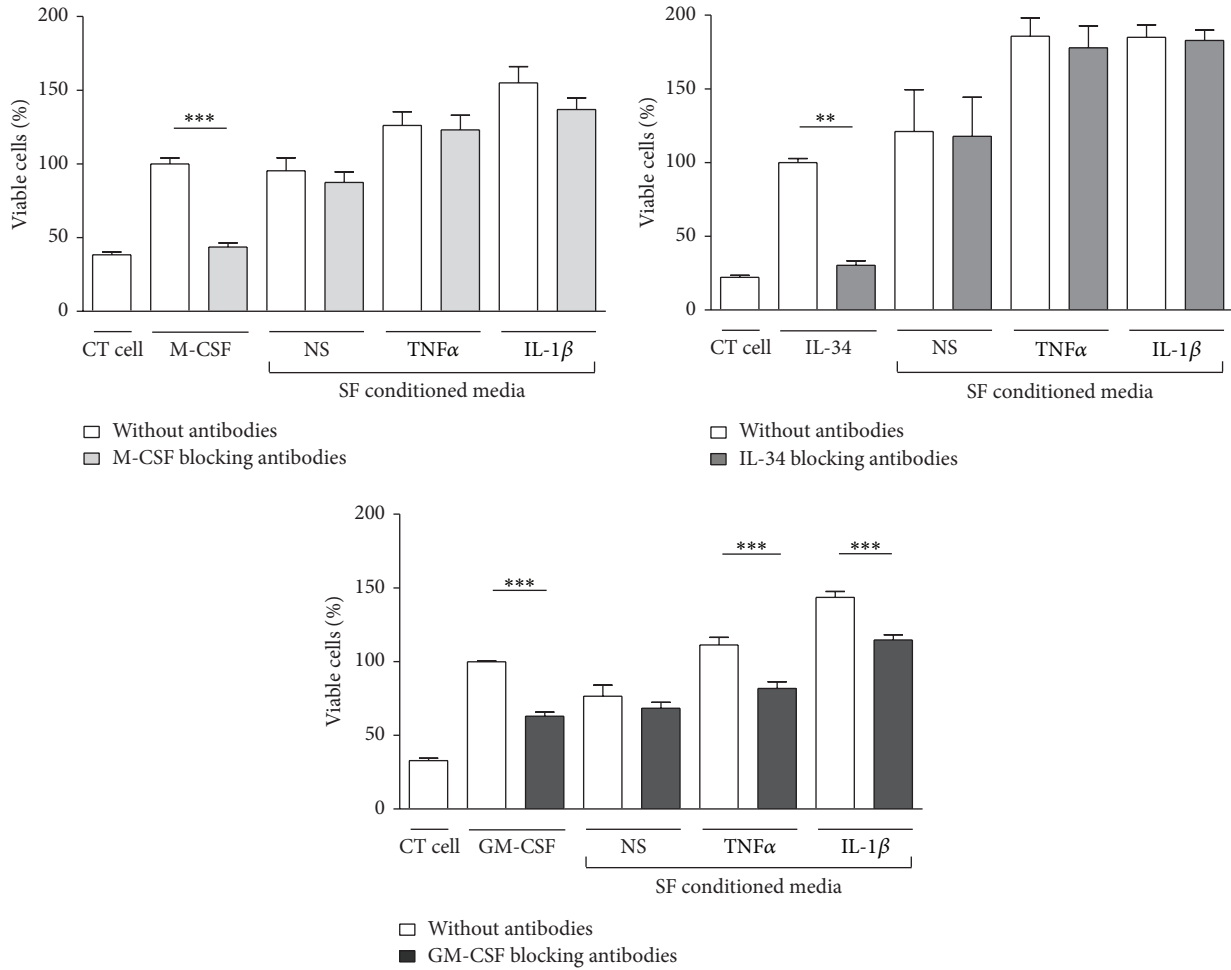 200
150
100
50
0
Viable cells (%)
***
CT cell M-CSF NS TNFα IL-1β
SF conditioned media
Without antibodies
M-CSF blocking antibodies
200
150
100
50
0
Viable cells (%)
**
CT cell IL-34 NS TNFα IL-1β
SF conditioned media
Without antibodies
IL-34 blocking antibodies
200
150
100
50
0
Viable cells (%)
*** *** ***
CT cell GM-CSF NS TNFα IL-1β
SF conditioned media
Without antibodies
GM-CSF blocking antibodies